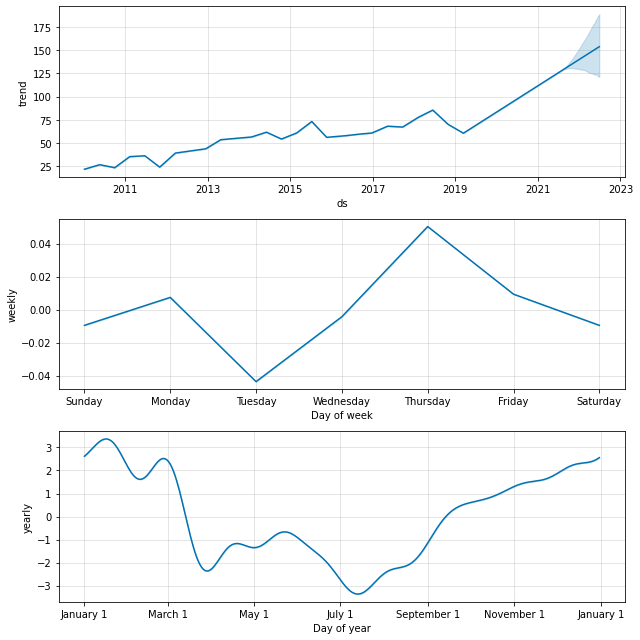 175
150
125
100
75
50
25
trend
2011 2013 2015 2017 2019 2021 2023
ds
0.04
0.02
0.00
−0.02
−0.04
weekly
Sunday Monday Tuesday Wednesday Thursday Friday Saturday
Day of week
3
2
1
0
−1
−2
−3
yearly
January 1 March 1 May 1 July 1 September 1 November 1 January 1
Day of year